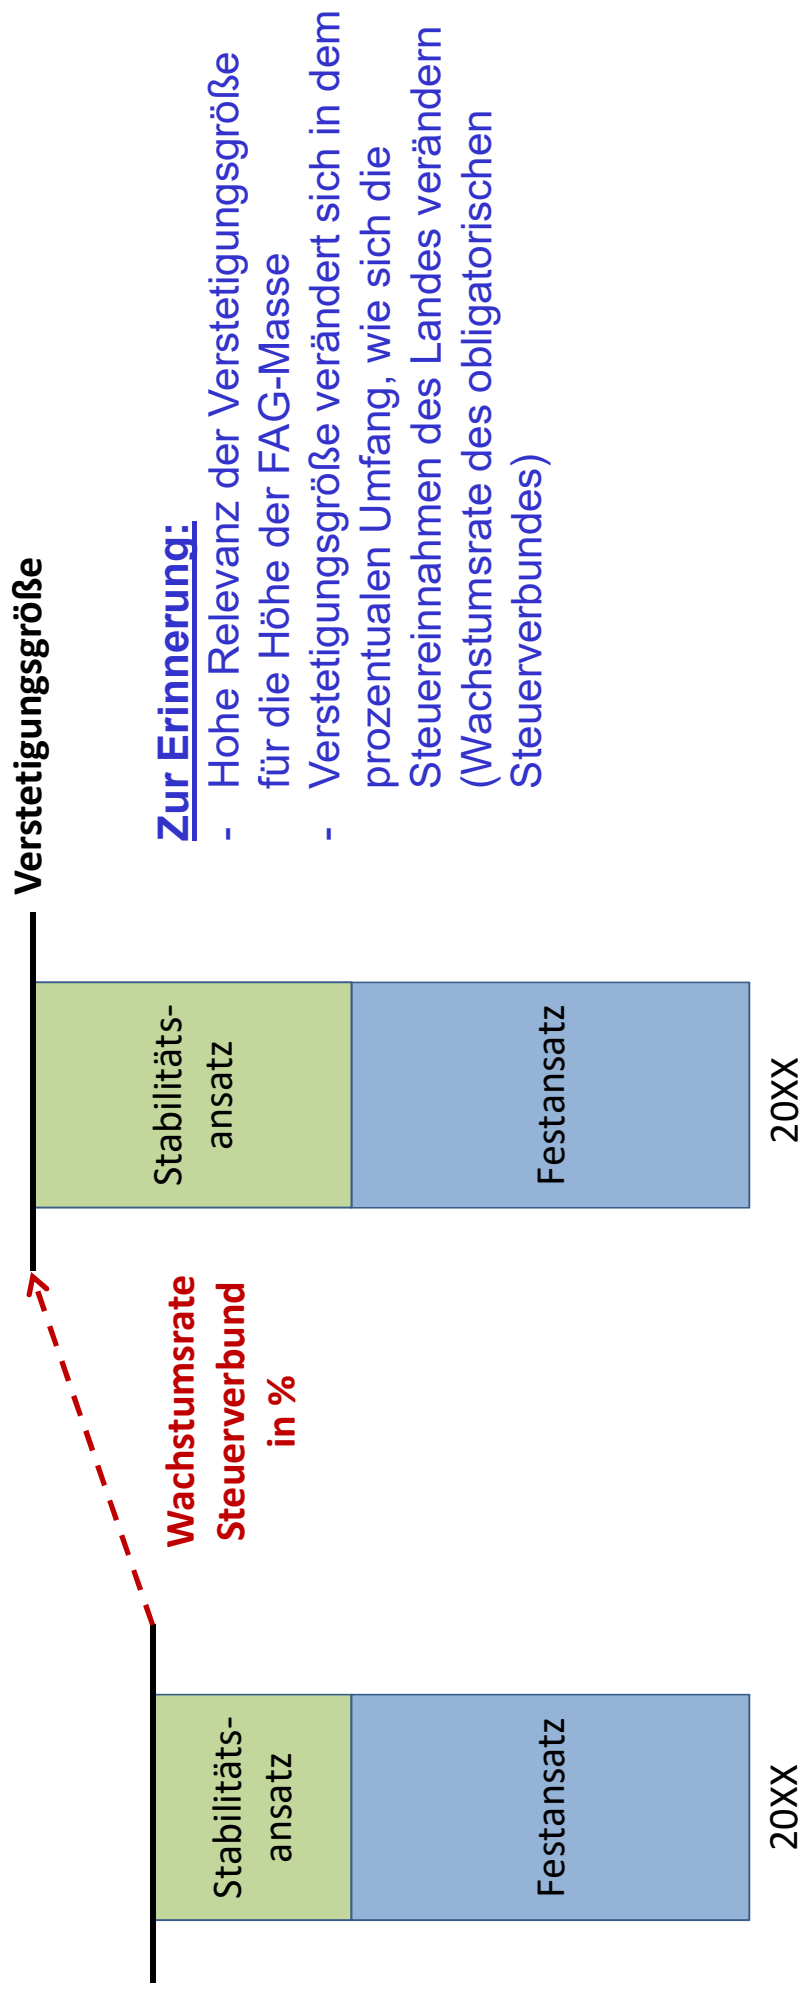 Verstetigungsgröße
Zur Erinnerung:
- Hohe Relevanz der Verstetigungsgröße
für die Höhe der FAG-Masse
- Verstetigungsgröße verändert sich in dem
prozentualen Umfang, wie sich die
Steuereinnahmen des Landes verändern
(Wachstumsrate des obligatorischen
Steuerverbundes)
Wachstumsrate
Steuerverbund
in %
Stabilitäts-
ansatz
Festansatz
20XX
Stabilitäts-
ansatz
Festansatz
20XX